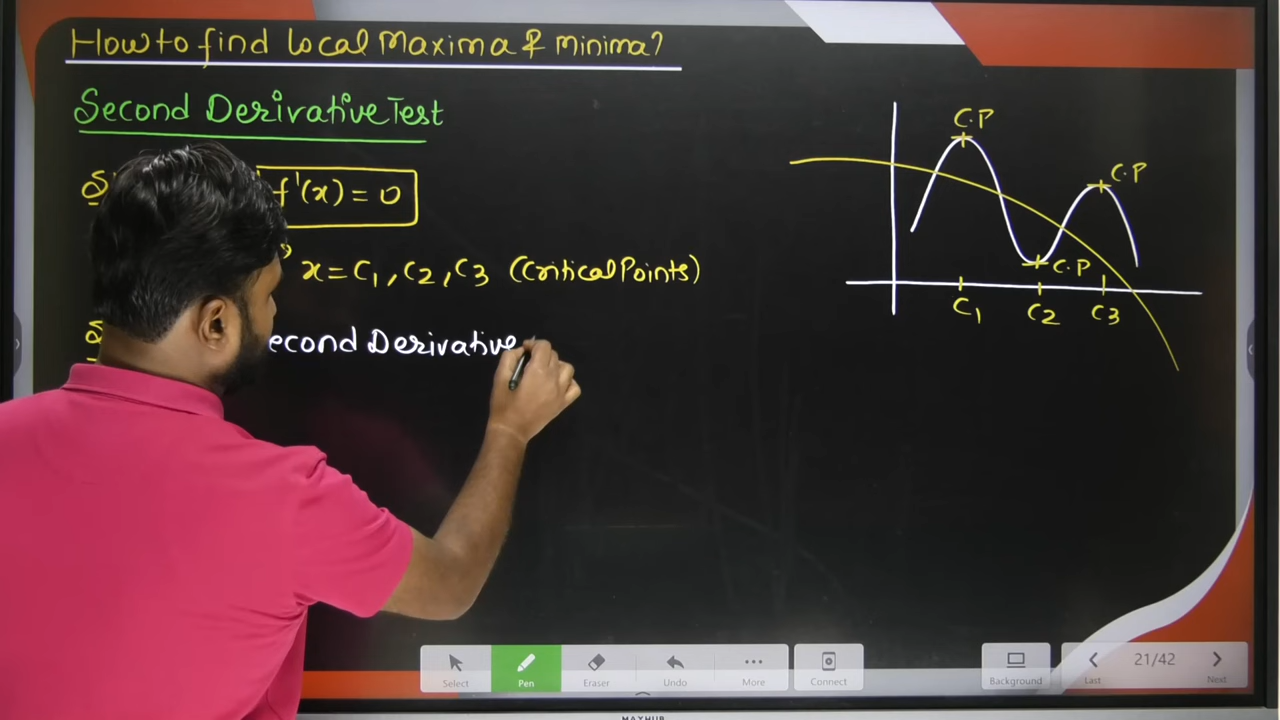 How to find Local Maxima & Minima?
Second Derivative Test
f'(x) = 0
x = C1, C2, C3 (Critical Points)
econd Derivative
C.P
C.P
C.P
C1 C2 C3
Select Pen Eraser Undo More Connect Background Last 21/42 Next
MAXHUB